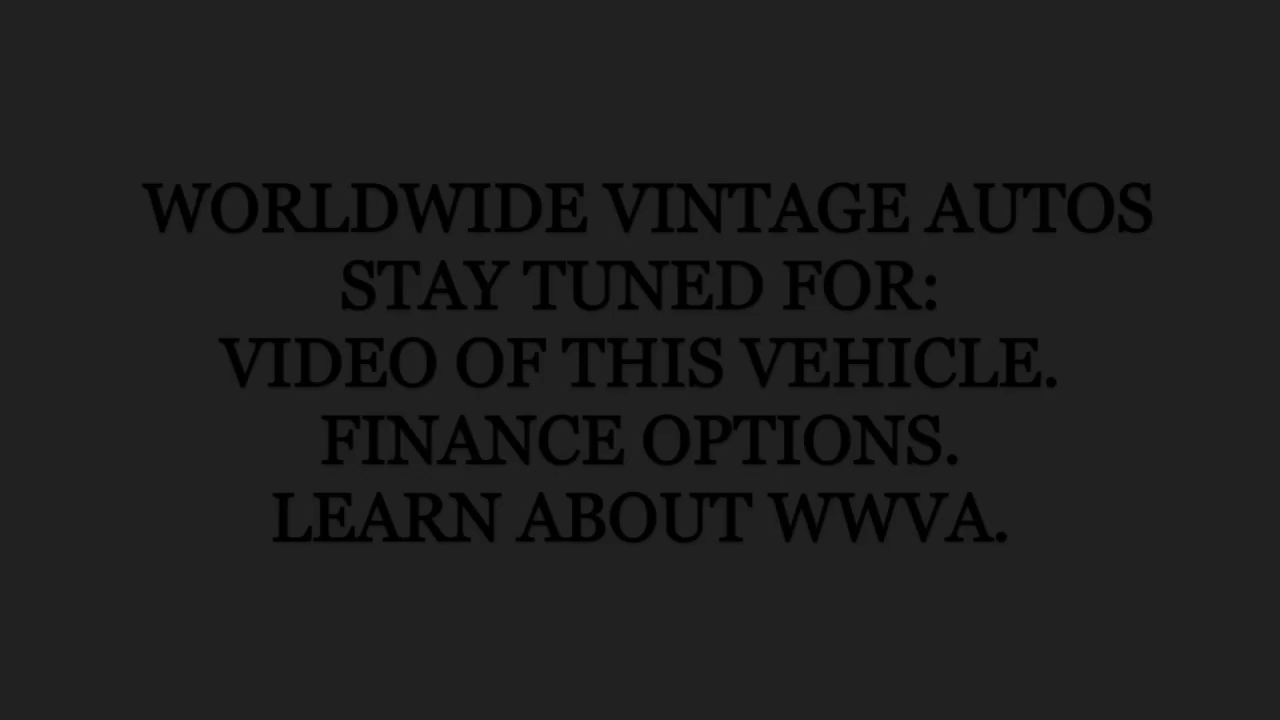 WORLDWIDE VINTAGE AUTOS
STAY TUNED FOR:
VIDEO OF THIS VEHICLE.
FINANCE OPTIONS.
LEARN ABOUT WWVA.